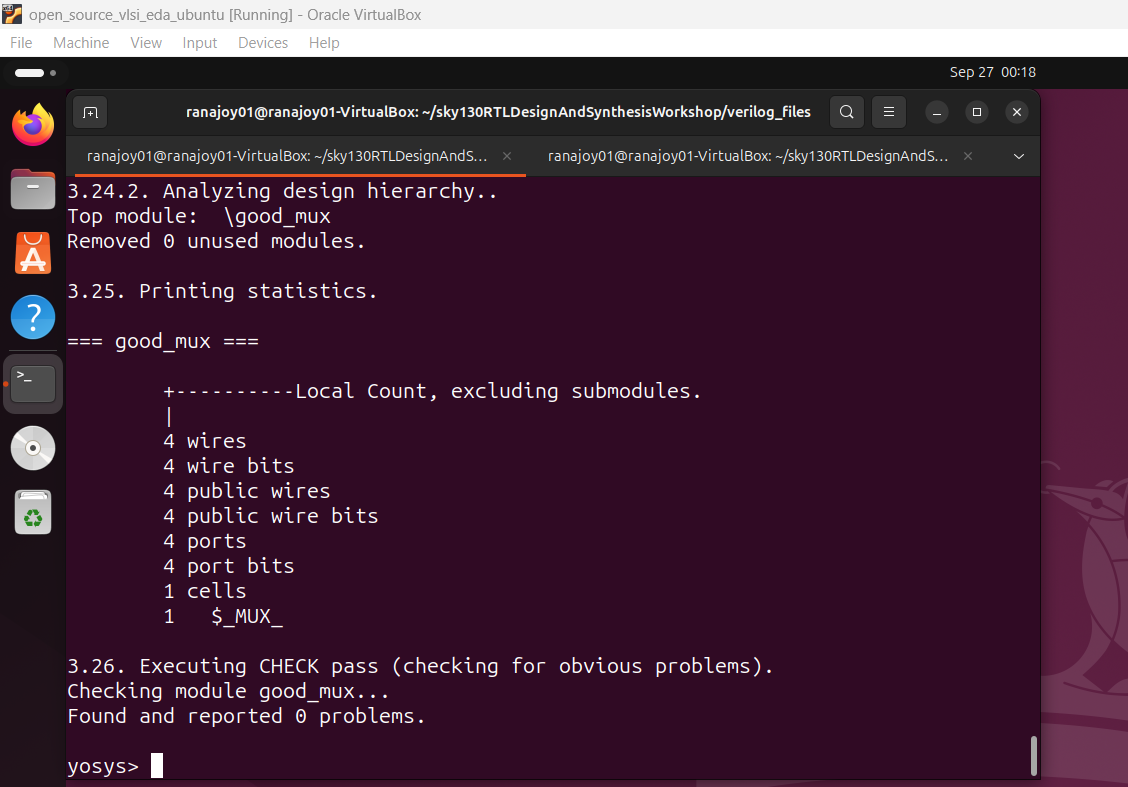 open_source_vlsi_eda_ubuntu [Running] - Oracle VirtualBox
File Machine View Input Devices Help
Sep 27 00:18
ranajoy01@ranajoy01-VirtualBox: ~/sky130RTLDesignAndSynthesisWorkshop/verilog_files
ranajoy01@ranajoy01-VirtualBox: ~/sky130RTLDesignAndS... ranajoy01@ranajoy01-VirtualBox: ~/sky130RTLDesignAndS...
3.24.2. Analyzing design hierarchy..
Top module:  \good_mux
Removed 0 unused modules.
3.25. Printing statistics.
=== good_mux ===
+----------Local Count, excluding submodules.
|
4 wires
4 wire bits
4 public wires
4 public wire bits
4 ports
4 port bits
1 cells
1   $_MUX_
3.26. Executing CHECK pass (checking for obvious problems).
Checking module good_mux...
Found and reported 0 problems.
yosys>